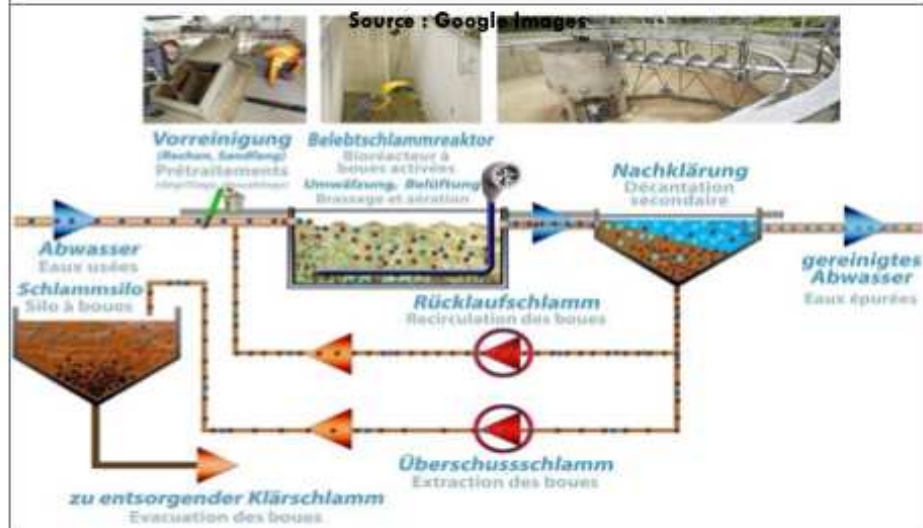 Source : Google Images
Vorreinigung
(Rechen, Sandfang)
Prétraitements
Belebtschlammreaktor
Bioréacteur à
boues activées
Umwälzung, Belüftung
Brassage et aération
Nachklärung
Décantation
secondaire
Abwasser
Eaux usées
gereinigtes
Abwasser
Eaux épurées
Schlammsilo
Silo à boues
Rücklaufschlamm
Recirculation des boues
Überschussschlamm
Extraction des boues
zu entsorgender Klärschlamm
Evacuation des boues